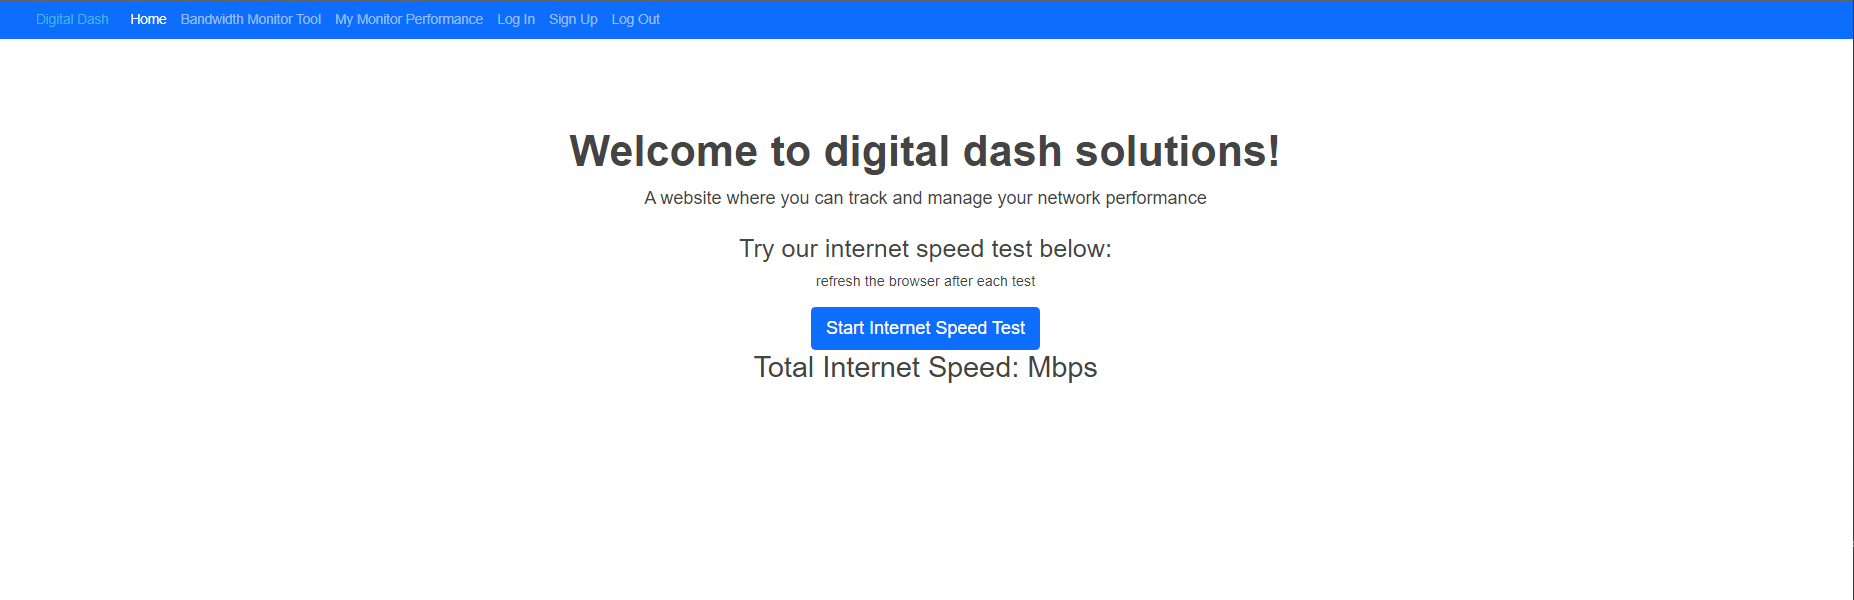 Digital Dash Home Bandwidth Monitor Tool My Monitor Performance Log In Sign Up Log Out
Welcome to digital dash solutions!
A website where you can track and manage your network performance
Try our internet speed test below:
refresh the browser after each test
Start Internet Speed Test
Total Internet Speed: Mbps